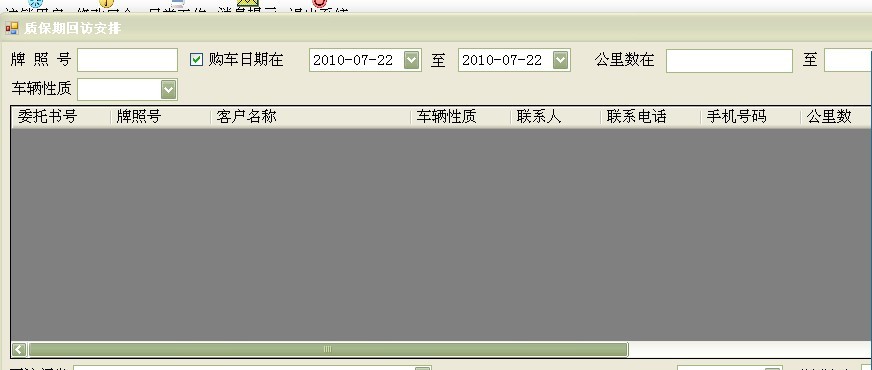 质保期回访安排
牌 照 号 购车日期在 2010-07-22 至 2010-07-22 公里数在 至
车辆性质
委托书号 牌照号 客户名称 车辆性质 联系人 联系电话 手机号码 公里数